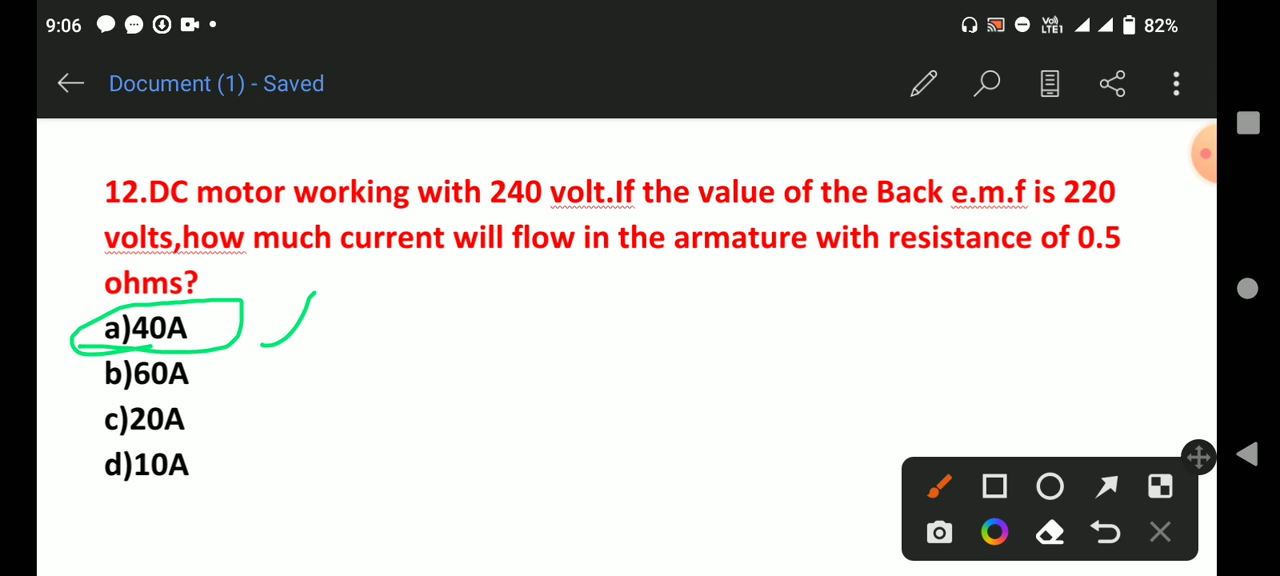 9:06 82%
Vo) LTE1
Document (1) - Saved
12.DC motor working with 240 volt.If the value of the Back e.m.f is 220
volts,how much current will flow in the armature with resistance of 0.5
ohms?
a)40A
b)60A
c)20A
d)10A